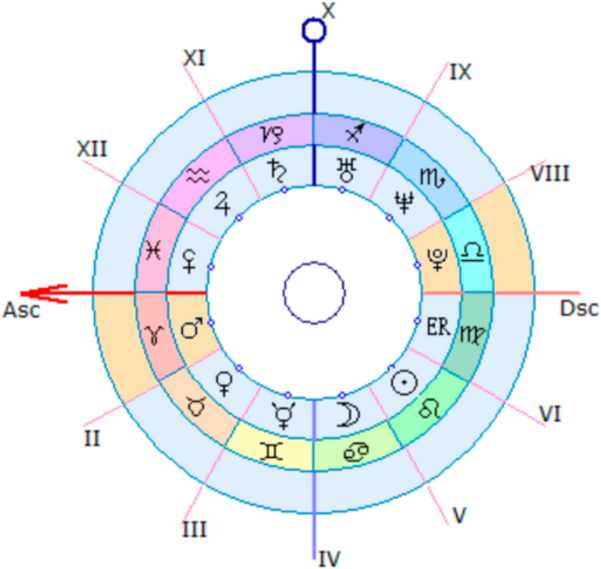 X
XI
IX
♑ ♐
XII
♒ ♄ ♅ ♏
VIII
♃ ♆
♓ ⚳ ♇ ♎
Asc
Dsc
♈ ♂ ER ♍
♀ ☉
♉ ☿ ☽ ♌
II
VI
♊ ♋
III
V
IV